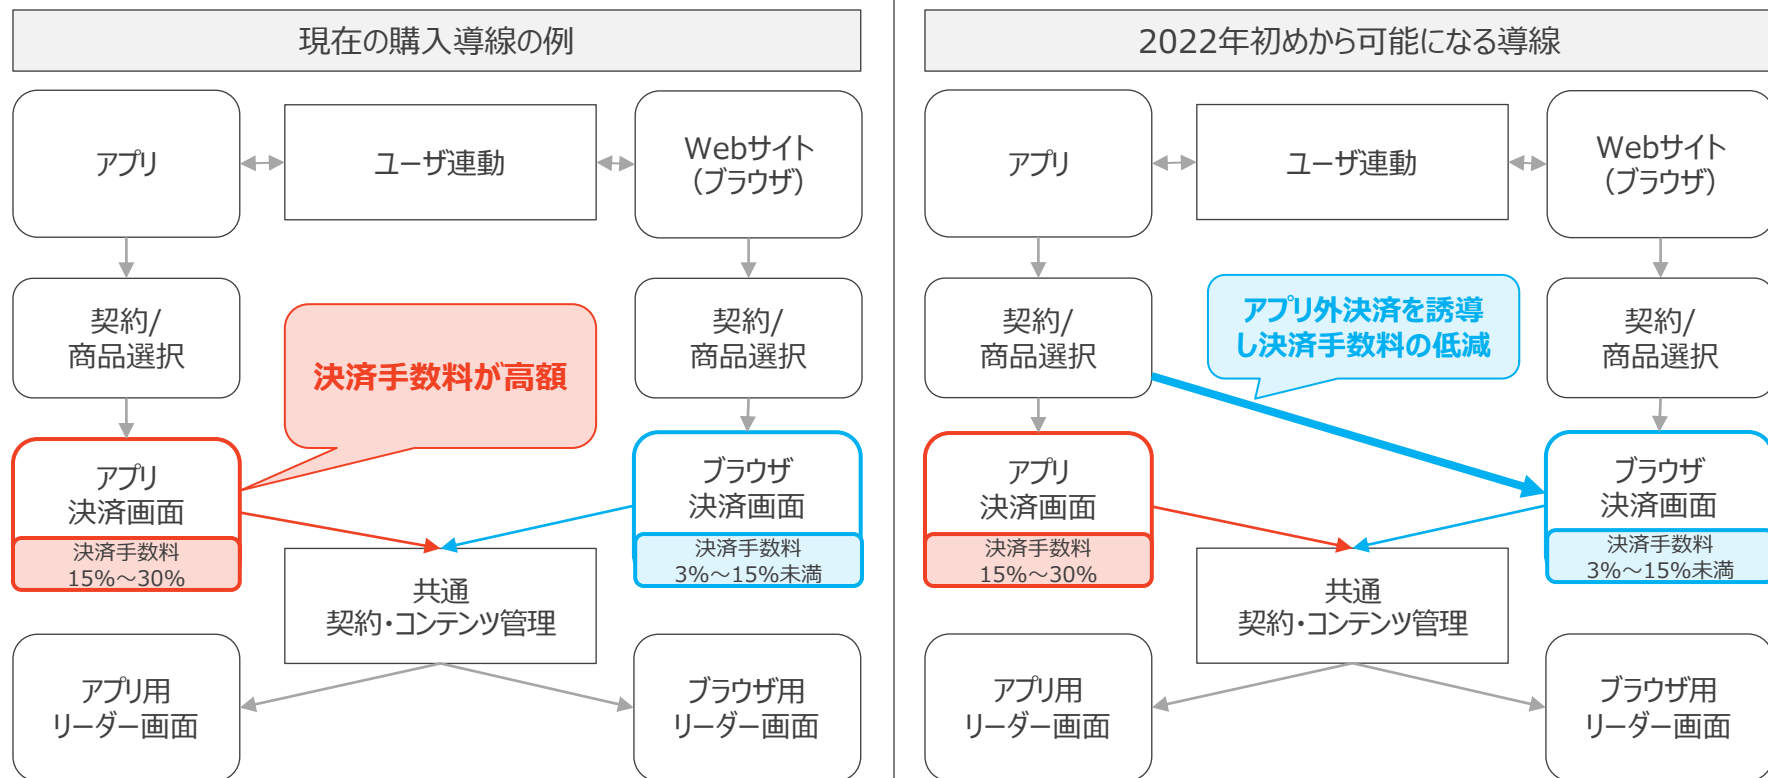 現在の購入導線の例
アプリ
ユーザ連動
Webサイト
（ブラウザ）
契約/
商品選択
決済手数料が高額
契約/
商品選択
アプリ
決済画面
決済手数料
15%～30%
ブラウザ
決済画面
決済手数料
3%～15%未満
共通
契約・コンテンツ管理
アプリ用
リーダー画面
ブラウザ用
リーダー画面
2022年初めから可能になる導線
アプリ
ユーザ連動
Webサイト
（ブラウザ）
契約/
商品選択
アプリ外決済を誘導
し決済手数料の低減
契約/
商品選択
アプリ
決済画面
決済手数料
15%～30%
ブラウザ
決済画面
決済手数料
3%～15%未満
共通
契約・コンテンツ管理
アプリ用
リーダー画面
ブラウザ用
リーダー画面